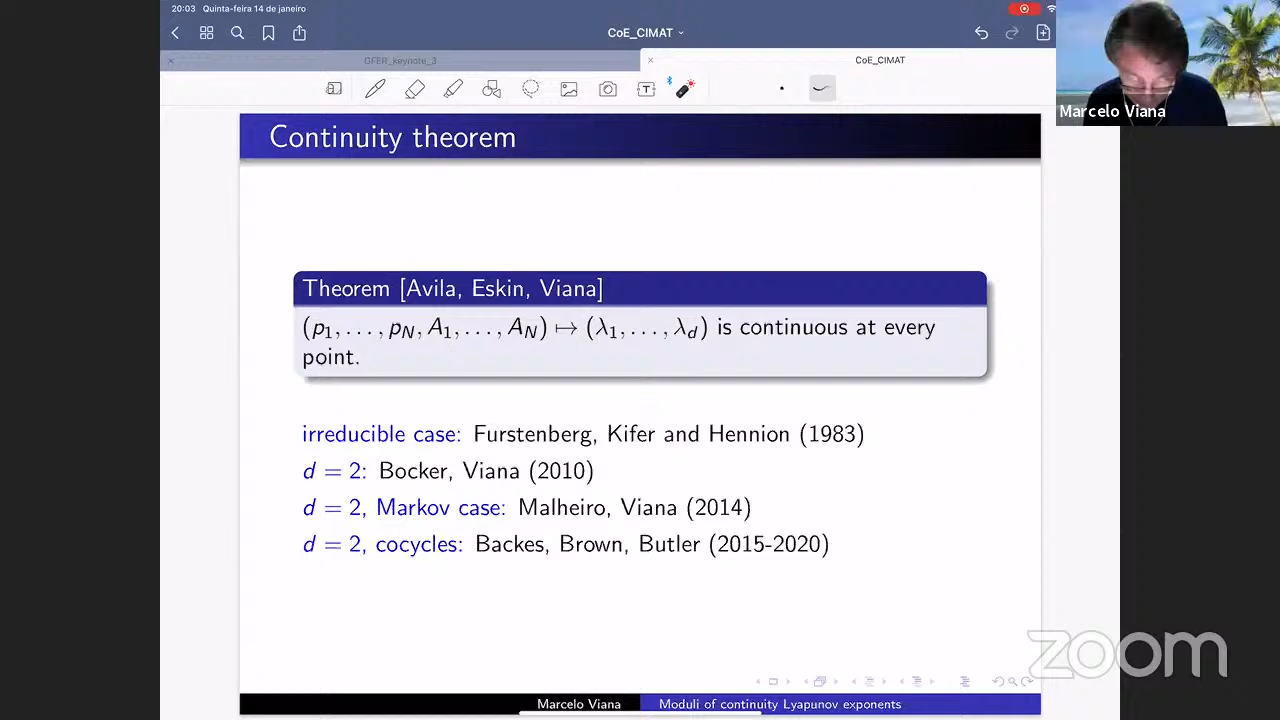 20:03 Quinta-feira 14 de janeiro
CoE_CIMAT
GFER_keynote_3
CoE_CIMAT
T
Marcelo Viana
Continuity theorem
Theorem [Avila, Eskin, Viana]
(p₁, . . . , p_N, A₁, . . . , A_N) ↦ (λ₁, . . . , λ_d) is continuous at every
point.
irreducible case: Furstenberg, Kifer and Hennion (1983)
d = 2: Bocker, Viana (2010)
d = 2, Markov case: Malheiro, Viana (2014)
d = 2, cocycles: Backes, Brown, Butler (2015-2020)
zoom
Marcelo Viana Moduli of continuity Lyapunov exponents